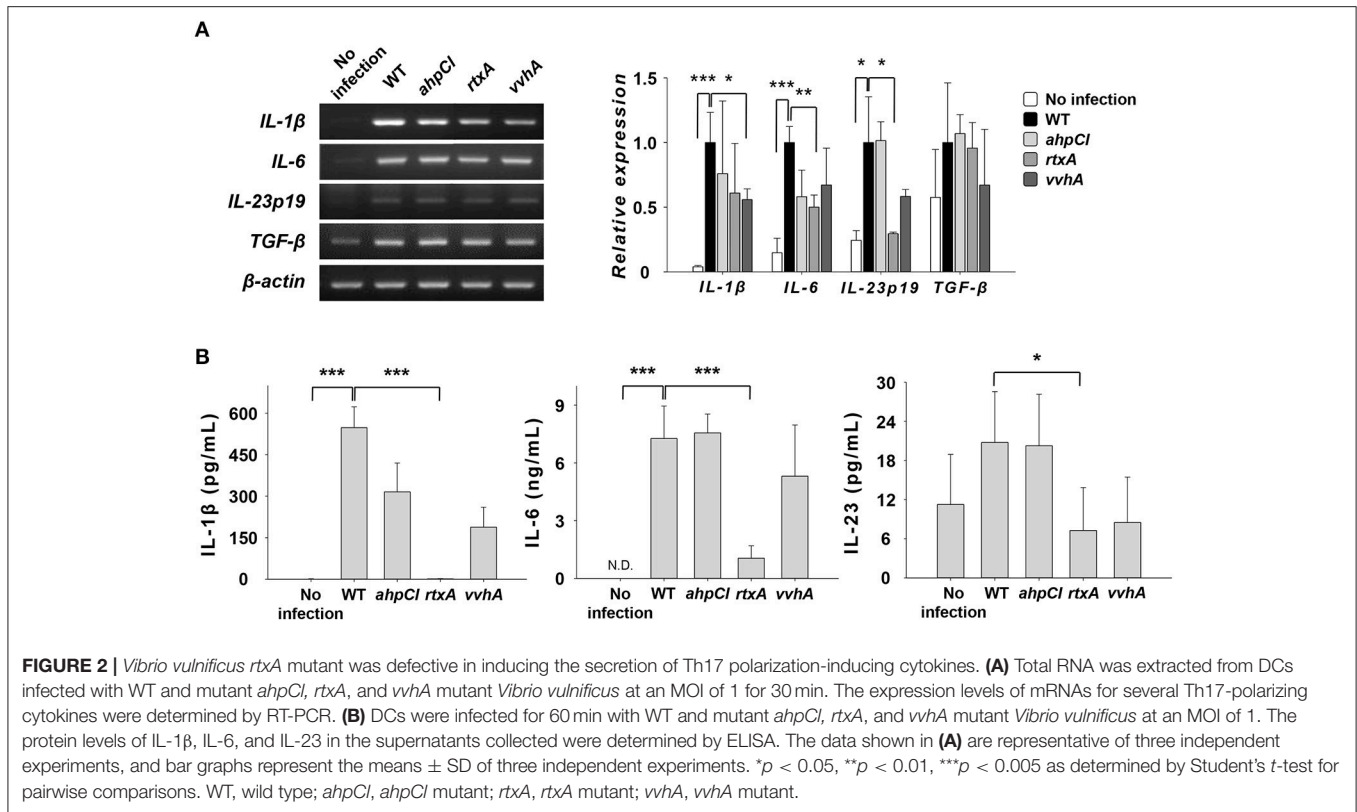 A
No infection
WT
ahpCl
rtxA
vvhA
IL-1β
IL-6
IL-23p19
TGF-β
β-actin
Relative expression
1.5
1.0
0.5
0
*** *
*** **
* *
IL-1β IL-6 IL-23p19 TGF-β
No infection
WT
ahpCl
rtxA
vvhA
B
IL-1β (pg/mL)
600
450
300
150
0
*** ***
No infection WT ahpCl rtxA vvhA
IL-6 (ng/mL)
9
6
3
0
*** ***
N.D.
No infection WT ahpCl rtxA vvhA
IL-23 (pg/mL)
30
24
18
12
6
0
*
No infection WT ahpCl rtxA vvhA
FIGURE 2 | Vibrio vulnificus rtxA mutant was defective in inducing the secretion of Th17 polarization-inducing cytokines. (A) Total RNA was extracted from DCs
infected with WT and mutant ahpCl, rtxA, and vvhA mutant Vibrio vulnificus at an MOI of 1 for 30 min. The expression levels of mRNAs for several Th17-polarizing
cytokines were determined by RT-PCR. (B) DCs were infected for 60 min with WT and mutant ahpCl, rtxA, and vvhA mutant Vibrio vulnificus at an MOI of 1. The
protein levels of IL-1β, IL-6, and IL-23 in the supernatants collected were determined by ELISA. The data shown in (A) are representative of three independent
experiments, and bar graphs represent the means ± SD of three independent experiments. *p < 0.05, **p < 0.01, ***p < 0.005 as determined by Student's t-test for
pairwise comparisons. WT, wild type; ahpCl, ahpCl mutant; rtxA, rtxA mutant; vvhA, vvhA mutant.